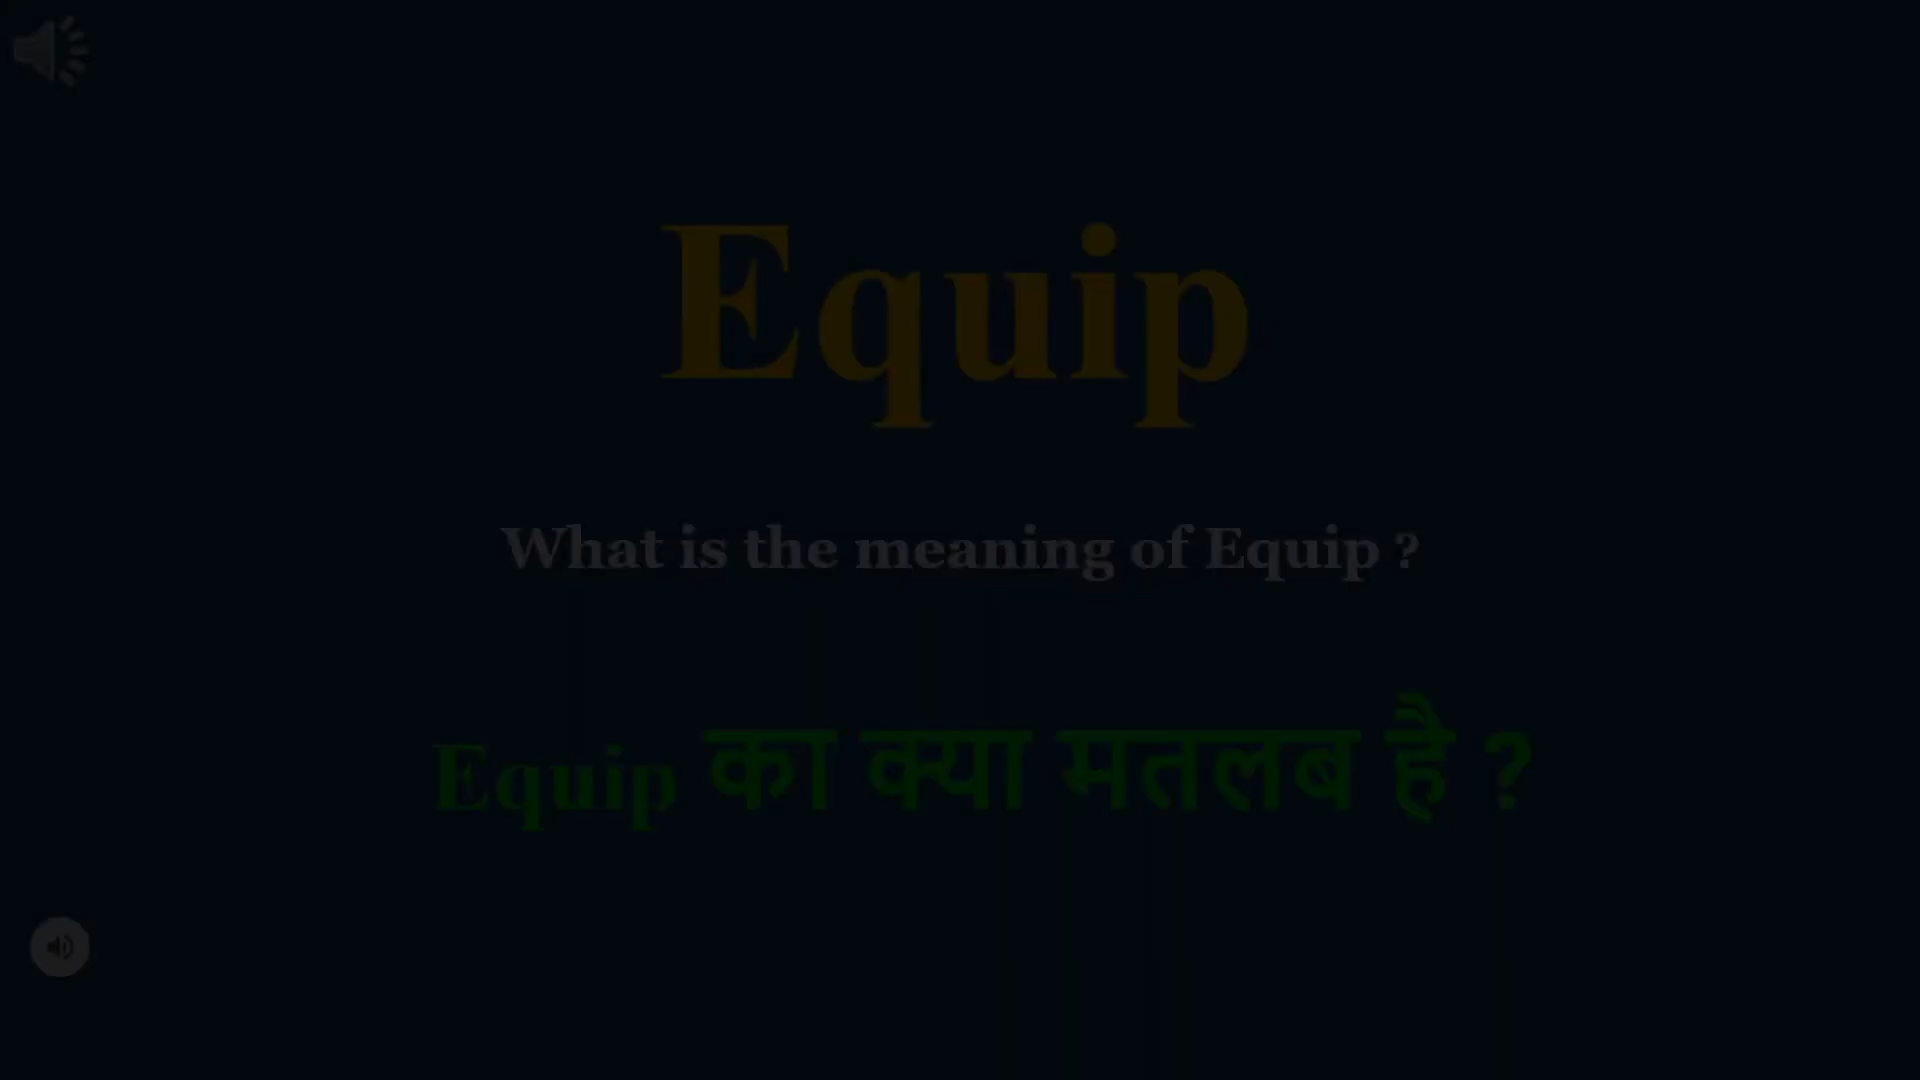 Equip
What is the meaning of Equip ?
Equip का क्या मतलब है ?